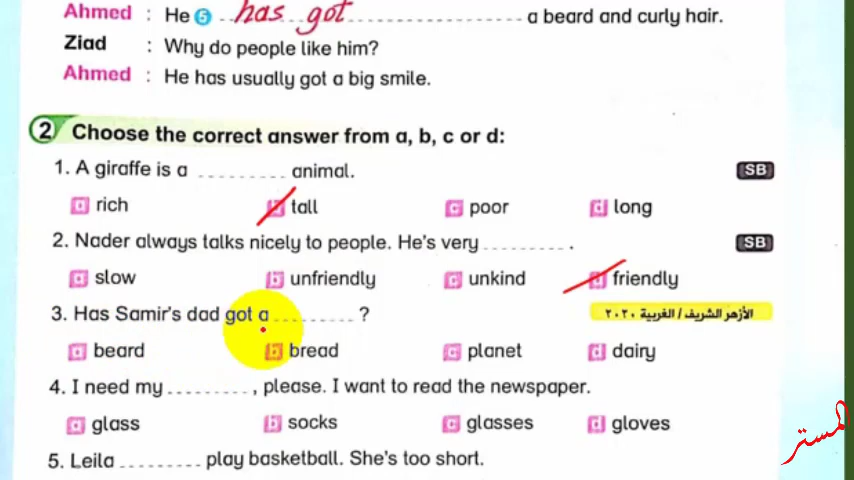 Ahmed : He 5 has got a beard and curly hair.
Ziad : Why do people like him?
Ahmed : He has usually got a big smile.
2 Choose the correct answer from a, b, c or d:
1. A giraffe is a .......... animal. SB
a rich b tall c poor d long
2. Nader always talks nicely to people. He's very .......... . SB
a slow b unfriendly c unkind d friendly
3. Has Samir's dad got a .......... ? الأزهر الشريف / الغربية ٢٠٢٠
a beard b bread c planet d dairy
4. I need my .........., please. I want to read the newspaper.
a glass b socks c glasses d gloves
المستر
5. Leila .......... play basketball. She's too short.